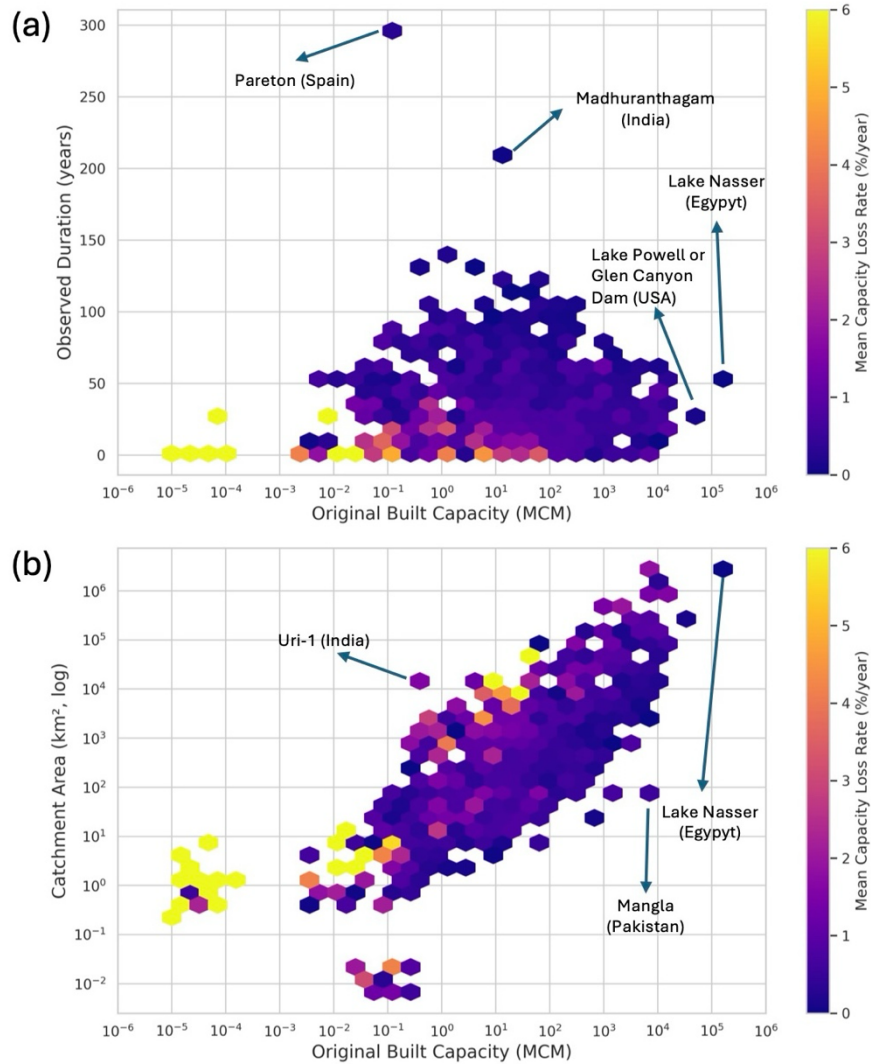 (a)
300
250
200
150
100
50
0
Observed Duration (years)
Pareton (Spain)
Madhuranthagam
(India)
Lake Nasser
(Egypyt)
Lake Powell or
Glen Canyon
Dam (USA)
10⁻⁶ 10⁻⁵ 10⁻⁴ 10⁻³ 10⁻² 10⁻¹ 10⁰ 10¹ 10² 10³ 10⁴ 10⁵ 10⁶
Original Built Capacity (MCM)
6
5
4
3
2
1
0
Mean Capacity Loss Rate (%/year)
(b)
10⁶
10⁵
10⁴
10³
10²
10¹
10⁰
10⁻¹
10⁻²
Catchment Area (km², log)
Uri-1 (India)
Lake Nasser
(Egypyt)
Mangla
(Pakistan)
10⁻⁶ 10⁻⁵ 10⁻⁴ 10⁻³ 10⁻² 10⁻¹ 10⁰ 10¹ 10² 10³ 10⁴ 10⁵ 10⁶
Original Built Capacity (MCM)
6
5
4
3
2
1
0
Mean Capacity Loss Rate (%/year)